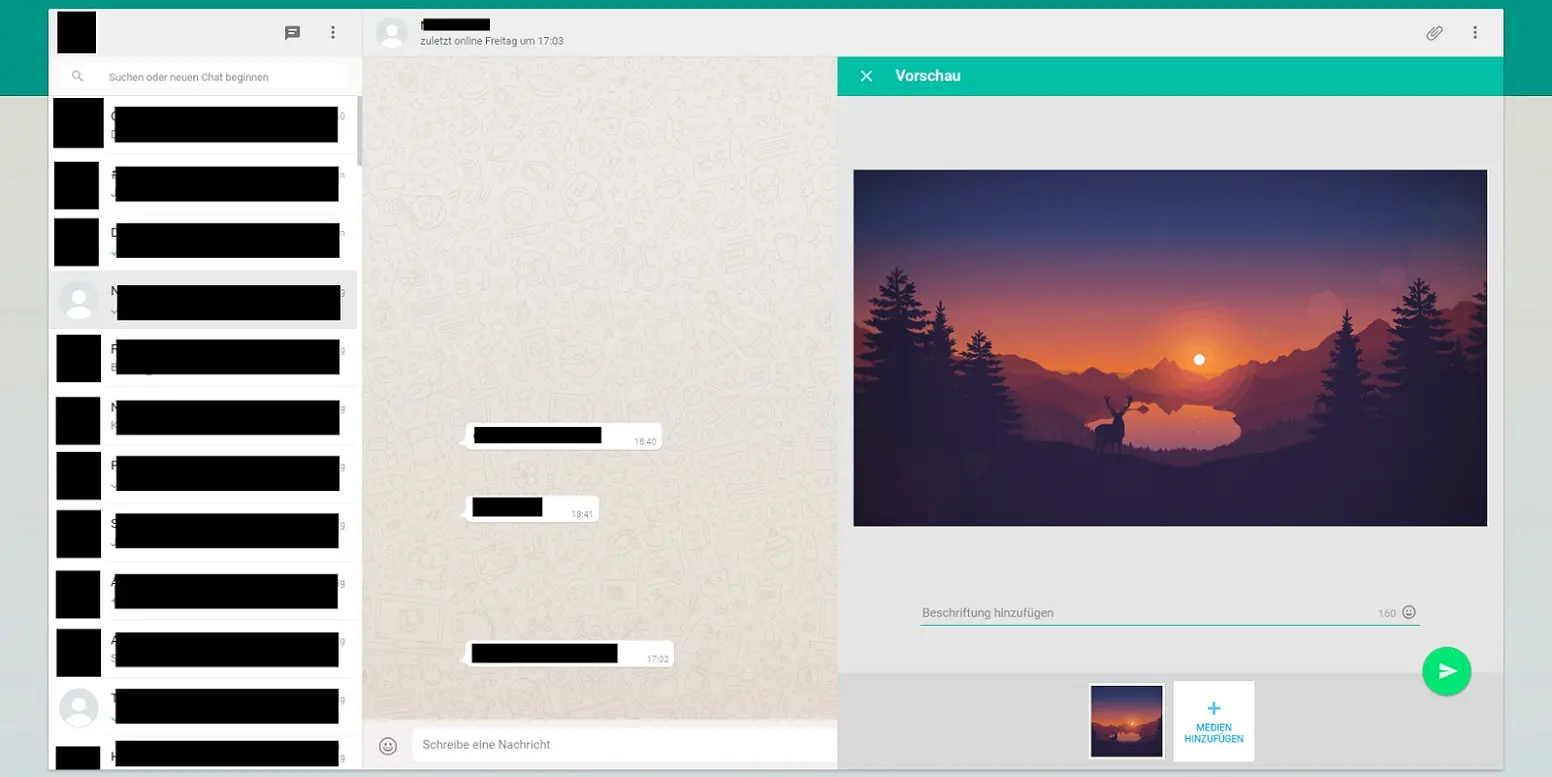 zuletzt online Freitag um 17:03
Suchen oder neuen Chat beginnen
Vorschau
18:40
18:41
17:02
Beschriftung hinzufügen
160
MEDIEN
HINZUFÜGEN
Schreibe eine Nachricht